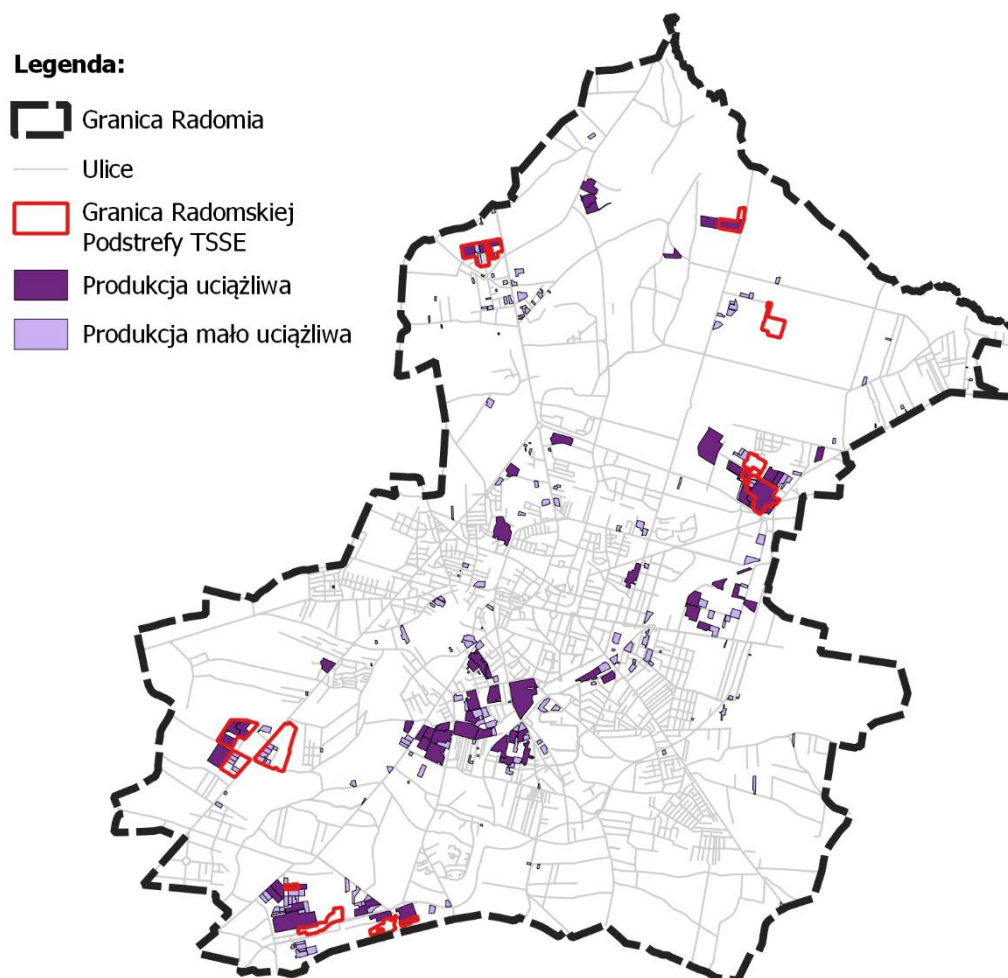 Legenda:
Granica Radomia
Ulice
Granica Radomskiej
Podstrefy TSSE
Produkcja uciążliwa
Produkcja mało uciążliwa